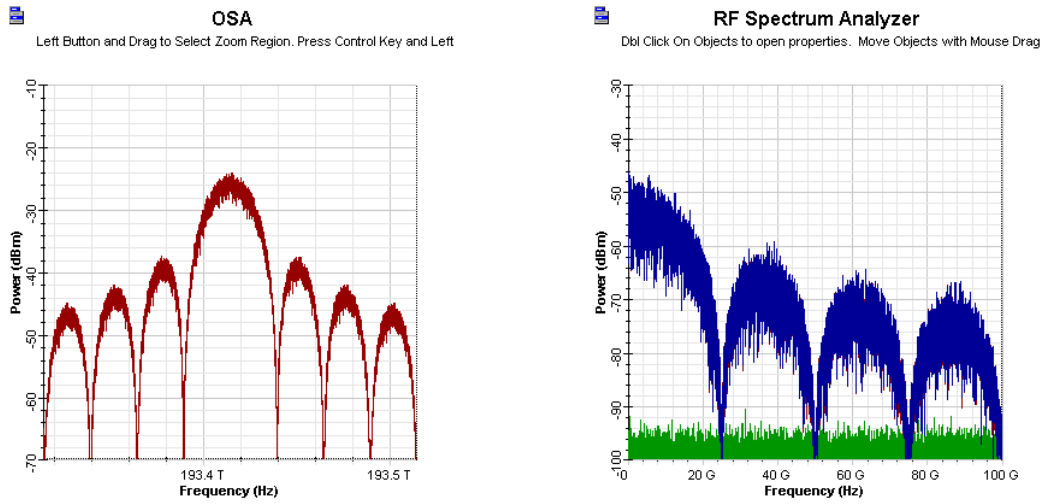 OSA
Left Button and Drag to Select Zoom Region. Press Control Key and Left
Power (dBm)
-10
-20
-30
-40
-50
-60
-70
193.4 T
193.5 T
Frequency (Hz)
RF Spectrum Analyzer
Dbl Click On Objects to open properties. Move Objects with Mouse Drag
Power (dBm)
-30
-40
-50
-60
-70
-80
-90
-100
-0
20 G
40 G
60 G
80 G
100 G
Frequency (Hz)